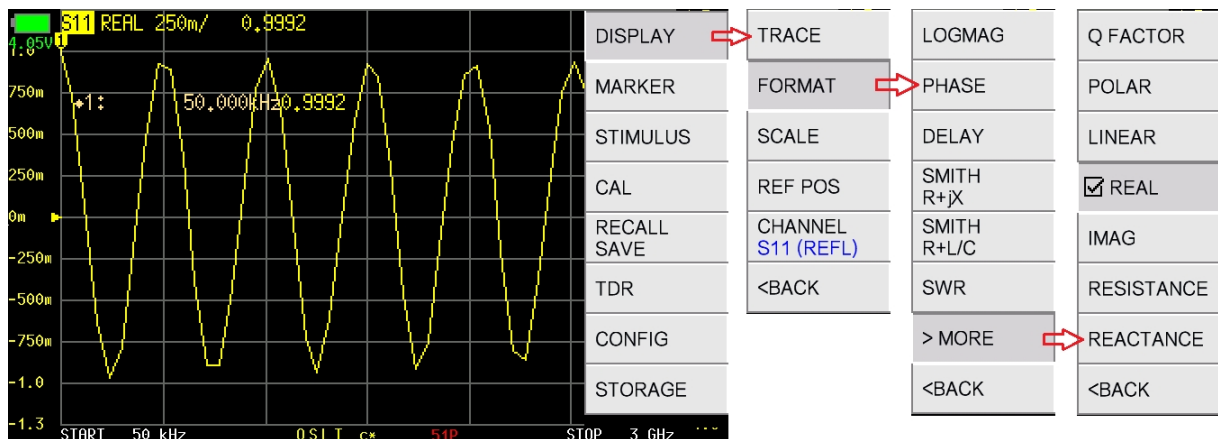 S11 REAL 250m/ 0.9992
4.05V
1
1.0
750m
1: 50.000kHz 0.9992
500m
250m
0m
-250m
-500m
-750m
-1.0
-1.3
START 50 kHz OSLT c* 51P STOP 3 GHz
DISPLAY
MARKER
STIMULUS
CAL
RECALL
SAVE
TDR
CONFIG
STORAGE
TRACE
FORMAT
SCALE
REF POS
CHANNEL
S11 (REFL)
<BACK
LOGMAG
PHASE
DELAY
SMITH
R+jX
SMITH
R+L/C
SWR
> MORE
<BACK
Q FACTOR
POLAR
LINEAR
REAL
IMAG
RESISTANCE
REACTANCE
<BACK